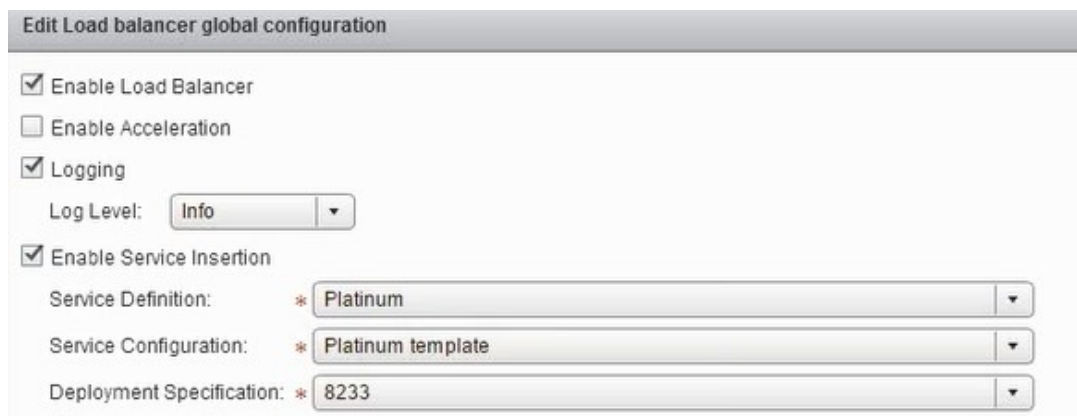 Edit Load balancer global configuration
Enable Load Balancer
Enable Acceleration
Logging
Log Level: Info
Enable Service Insertion
Service Definition: * Platinum
Service Configuration: * Platinum template
Deployment Specification: * 8233